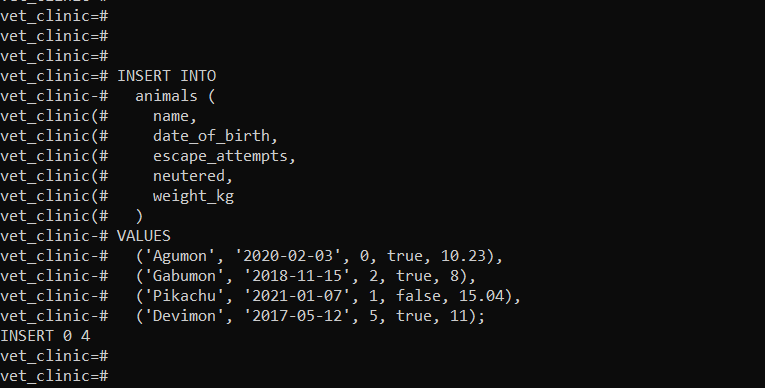 vet_clinic=#
vet_clinic=#
vet_clinic=#
vet_clinic=#
vet_clinic=# INSERT INTO
vet_clinic-#   animals (
vet_clinic(#     name,
vet_clinic(#     date_of_birth,
vet_clinic(#     escape_attempts,
vet_clinic(#     neutered,
vet_clinic(#     weight_kg
vet_clinic(#   )
vet_clinic-# VALUES
vet_clinic-#   ('Agumon', '2020-02-03', 0, true, 10.23),
vet_clinic-#   ('Gabumon', '2018-11-15', 2, true, 8),
vet_clinic-#   ('Pikachu', '2021-01-07', 1, false, 15.04),
vet_clinic-#   ('Devimon', '2017-05-12', 5, true, 11);
INSERT 0 4
vet_clinic=#
vet_clinic=#